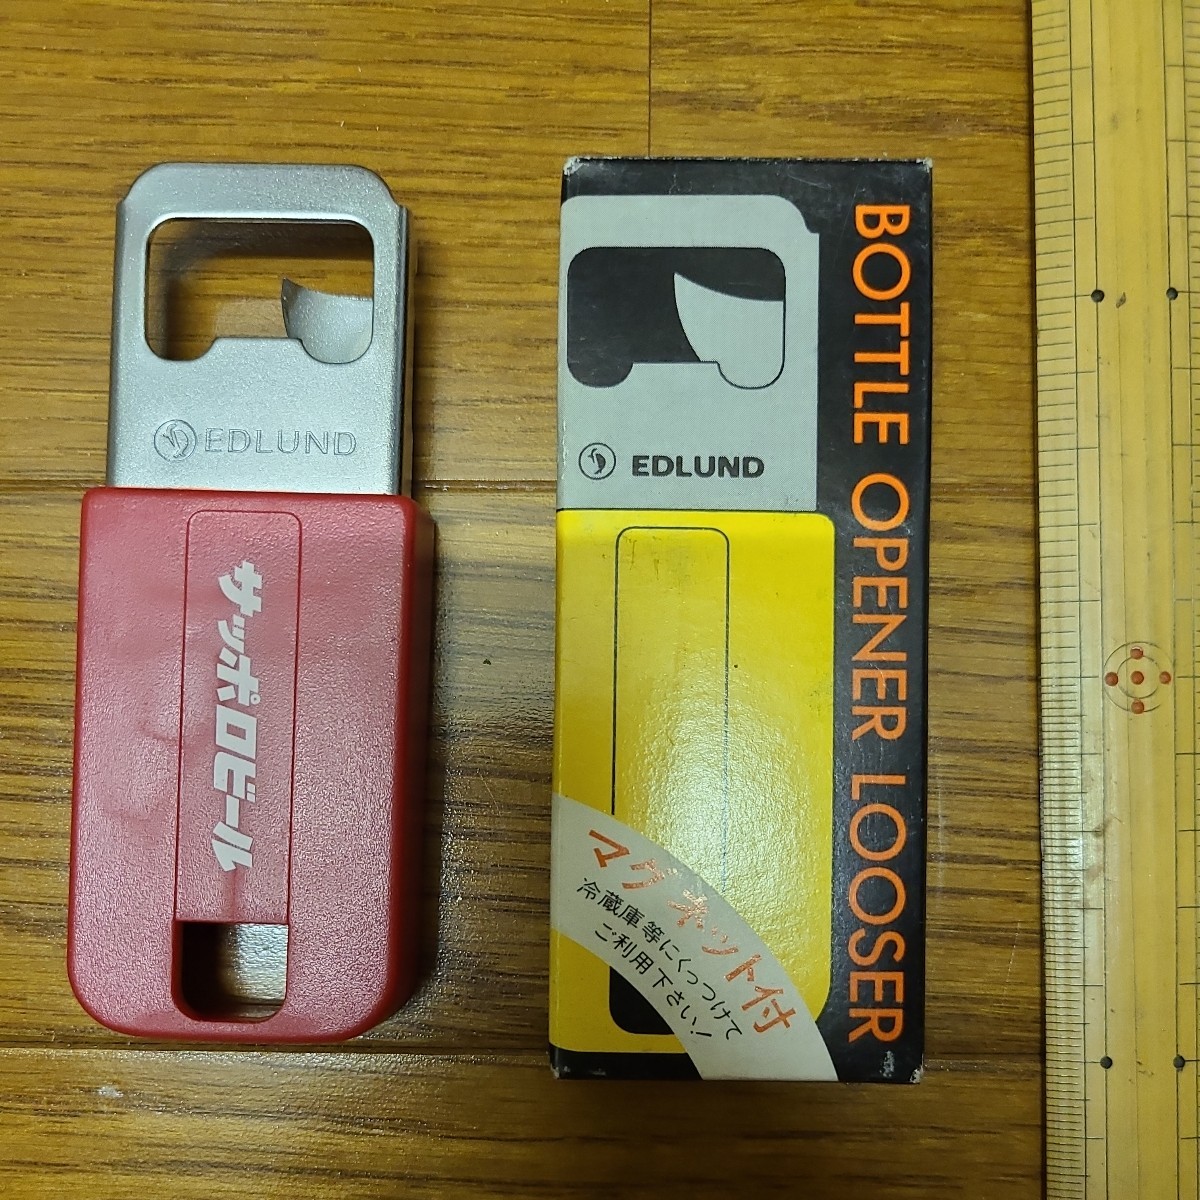 EDLUND
サッポロビール
EDLUND
BOTTLE OPENER LOOSER
マグネット付
冷蔵庫等にくっつけて
ご利用下さい!